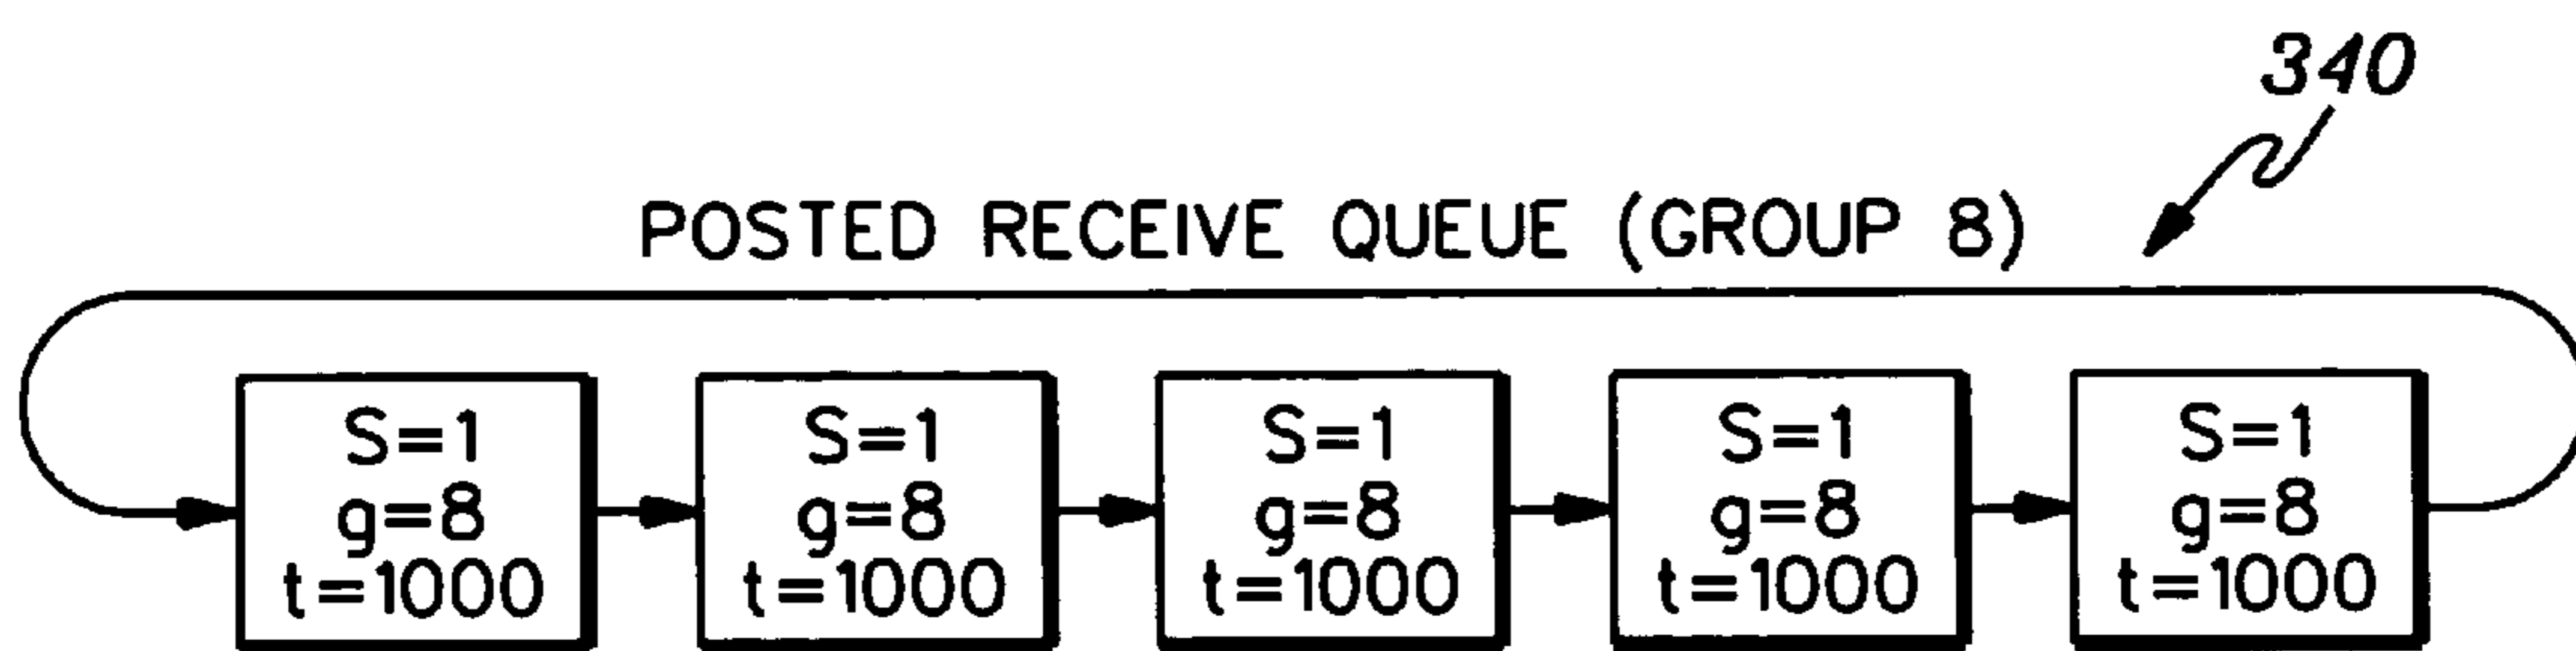 340
POSTED RECEIVE QUEUE (GROUP 8)
S=1
g=8
t=1000
S=1
g=8
t=1000
S=1
g=8
t=1000
S=1
g=8
t=1000
S=1
g=8
t=1000